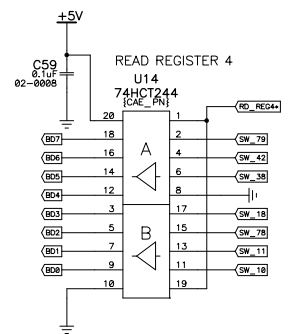 +5V
C59
0.1uF
02-0008
READ REGISTER 4
U14
74HCT244
{CAE_PN}
RD_REG4*
20 1
BD7 18 2 SW_79
BD6 16 A 4 SW_42
BD5 14 6 SW_38
BD4 12 8
BD3 3 17 SW_18
BD2 5 B 15 SW_78
BD1 7 13 SW_11
BD0 9 11 SW_10
10 19